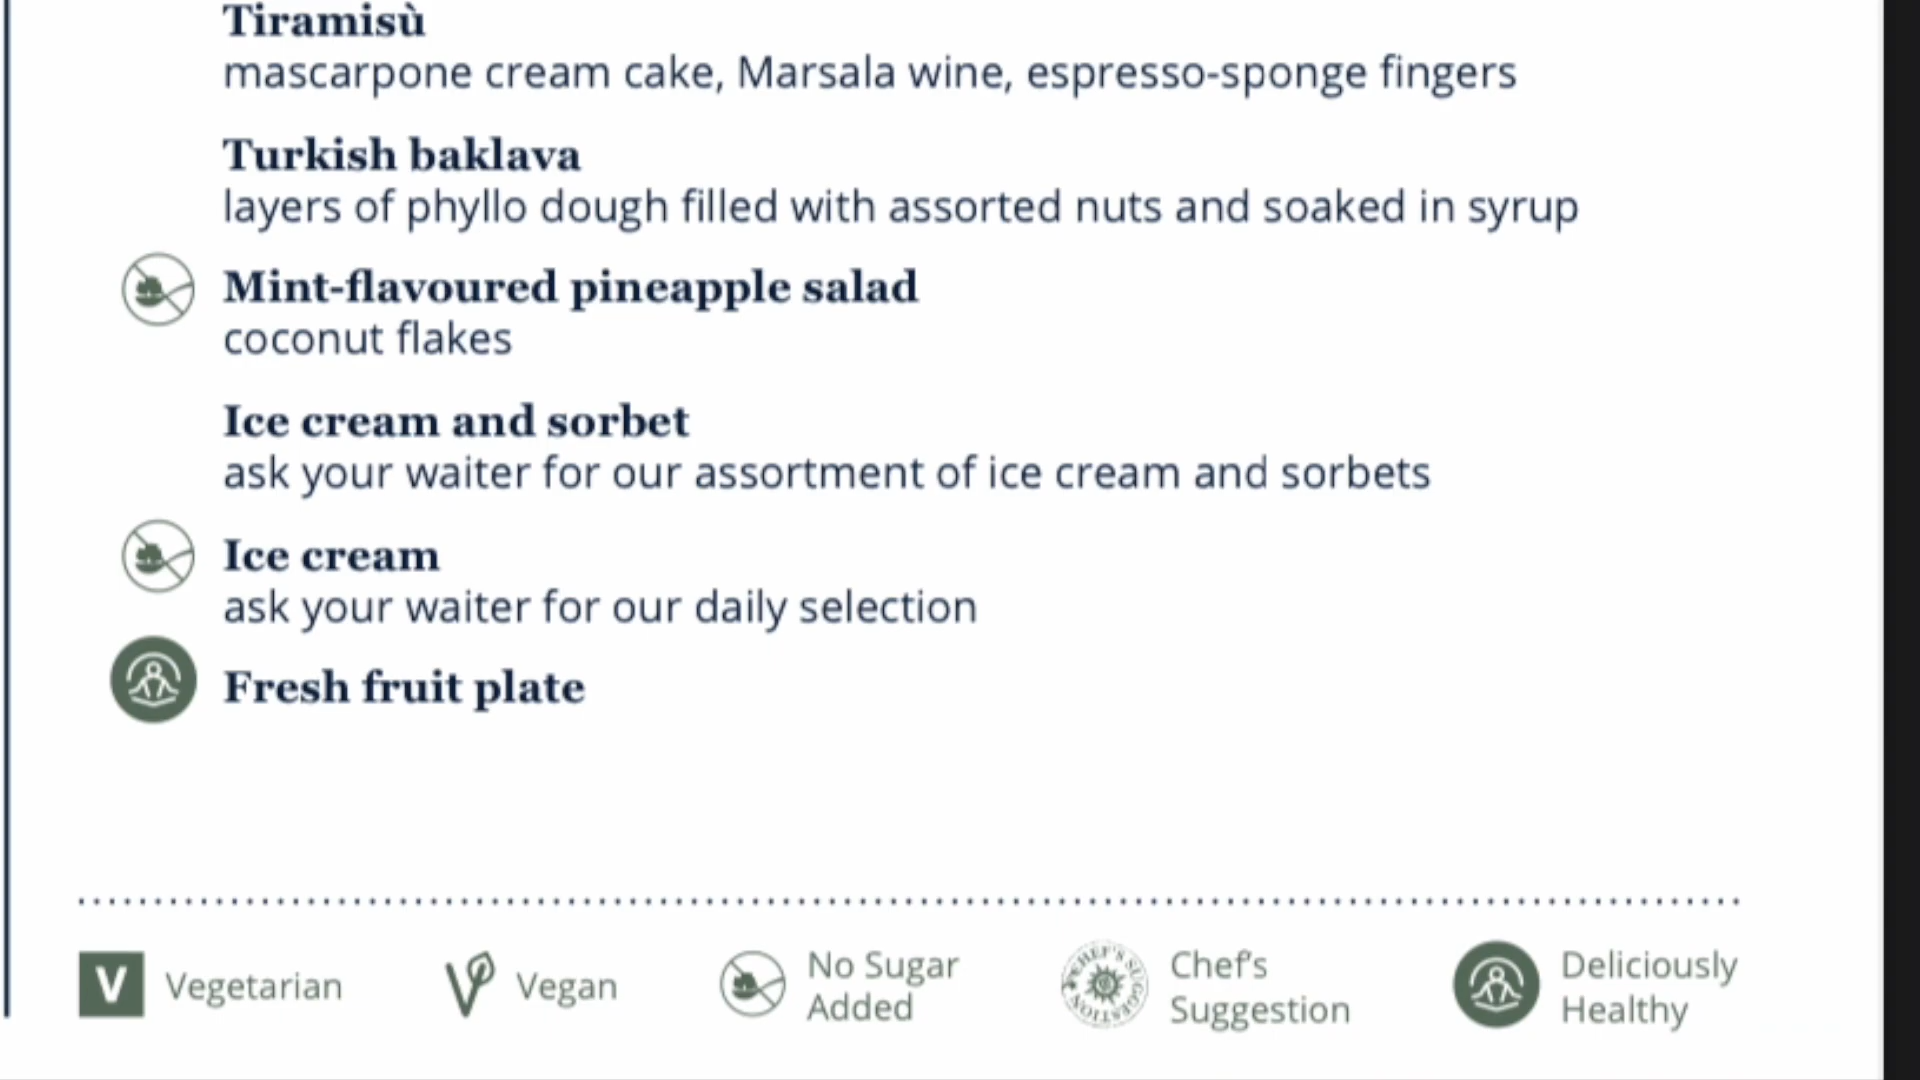 Tiramisù
mascarpone cream cake, Marsala wine, espresso-sponge fingers
Turkish baklava
layers of phyllo dough filled with assorted nuts and soaked in syrup
Mint-flavoured pineapple salad
coconut flakes
Ice cream and sorbet
ask your waiter for our assortment of ice cream and sorbets
Ice cream
ask your waiter for our daily selection
Fresh fruit plate
V Vegetarian
Vegan
No Sugar
Added
CHEF'S SUGGESTION
Chef's
Suggestion
Deliciously
Healthy